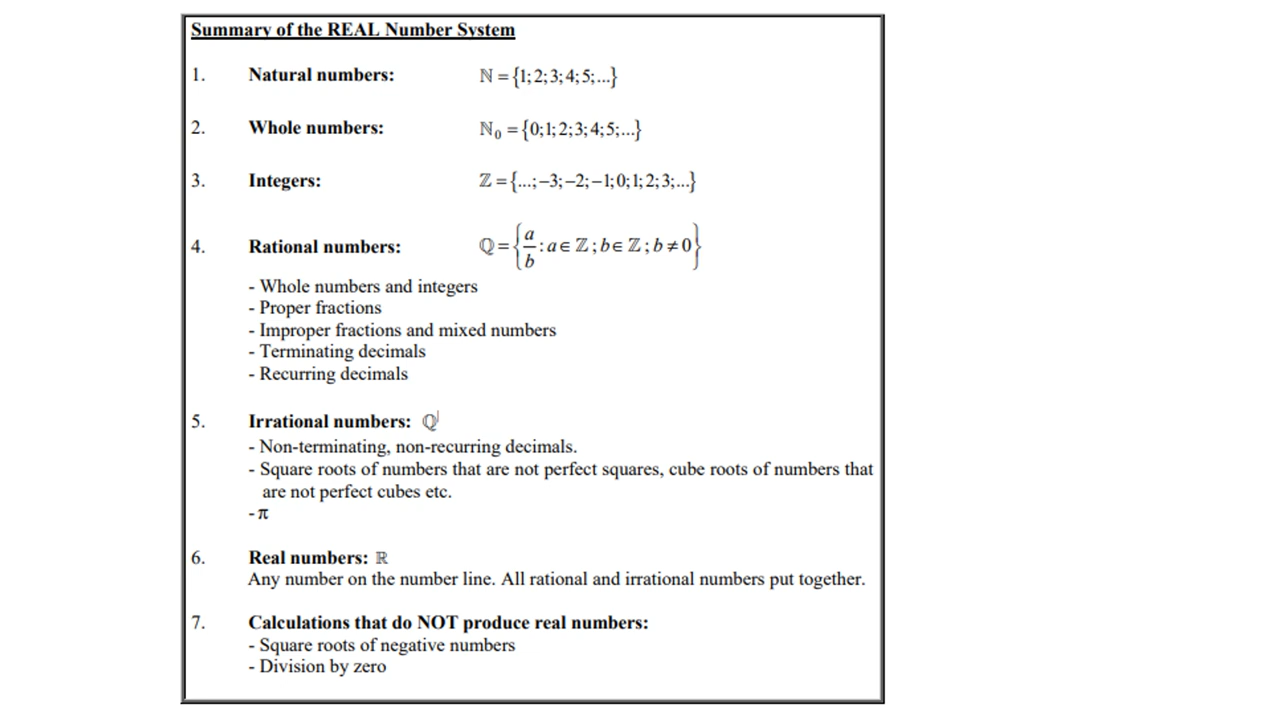 Summary of the REAL Number System
1. Natural numbers: ℕ = {1; 2; 3; 4; 5; ...}
2. Whole numbers: ℕ₀ = {0; 1; 2; 3; 4; 5; ...}
3. Integers: ℤ = {...; −3; −2; −1; 0; 1; 2; 3; ...}
4. Rational numbers: ℚ = {a/b : a ∈ ℤ ; b ∈ ℤ ; b ≠ 0}
- Whole numbers and integers
- Proper fractions
- Improper fractions and mixed numbers
- Terminating decimals
- Recurring decimals
5. Irrational numbers: ℚ|
- Non-terminating, non-recurring decimals.
- Square roots of numbers that are not perfect squares, cube roots of numbers that
are not perfect cubes etc.
- π
6. Real numbers: ℝ
Any number on the number line. All rational and irrational numbers put together.
7. Calculations that do NOT produce real numbers:
- Square roots of negative numbers
- Division by zero